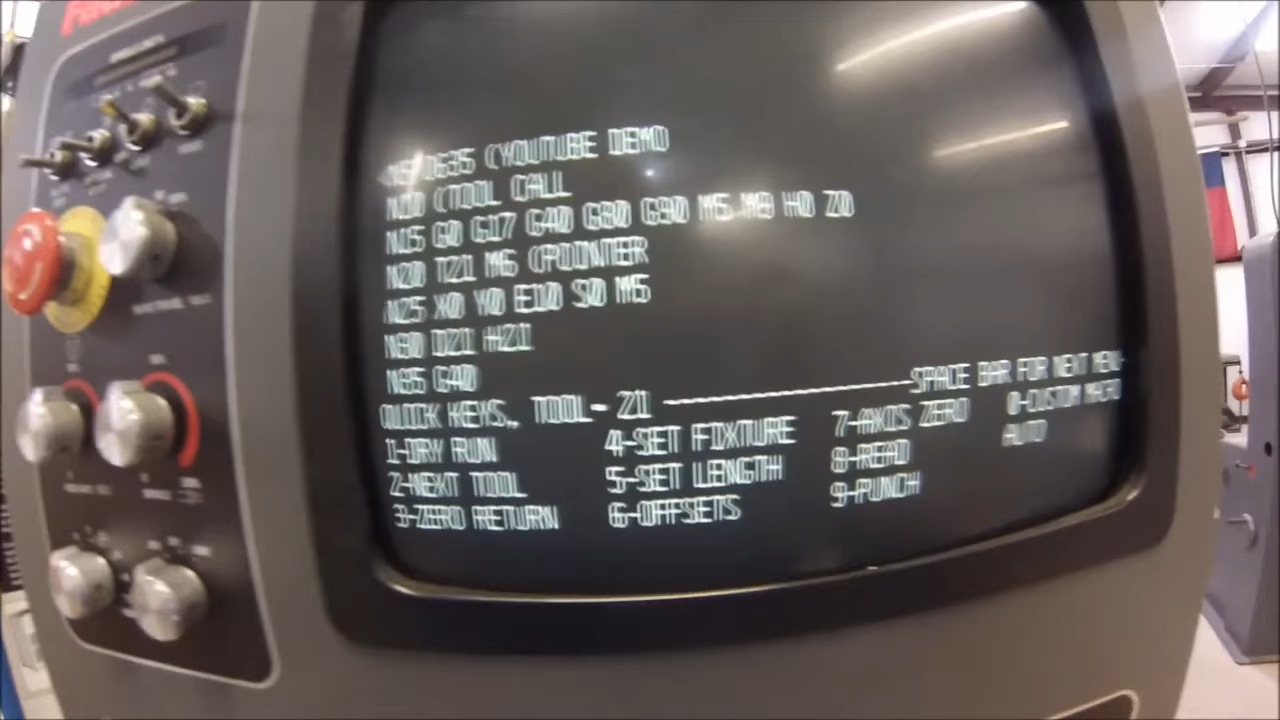 N5 O635 (YOUTUBE DEMO
N10 (TOOL CALL
N15 G0 G17 G40 G80 G90 M5 M9 H0 Z0
N20 T21 M6 (POINTER
N25 X0 Y0 E10 S0 M5
N30 D21 H21
N35 G40
QUICK KEYS,, TOOL- 21 ---------------------SPACE BAR FOR NEXT MENU-
1-DRY RUN 4-SET FIXTURE 7-AXIS ZERO 0-CUSTOM MACRO
2-NEXT TOOL 5-SET LENGTH 8-READ AUTO
3-ZERO RETURN 6-OFFSETS 9-PUNCH